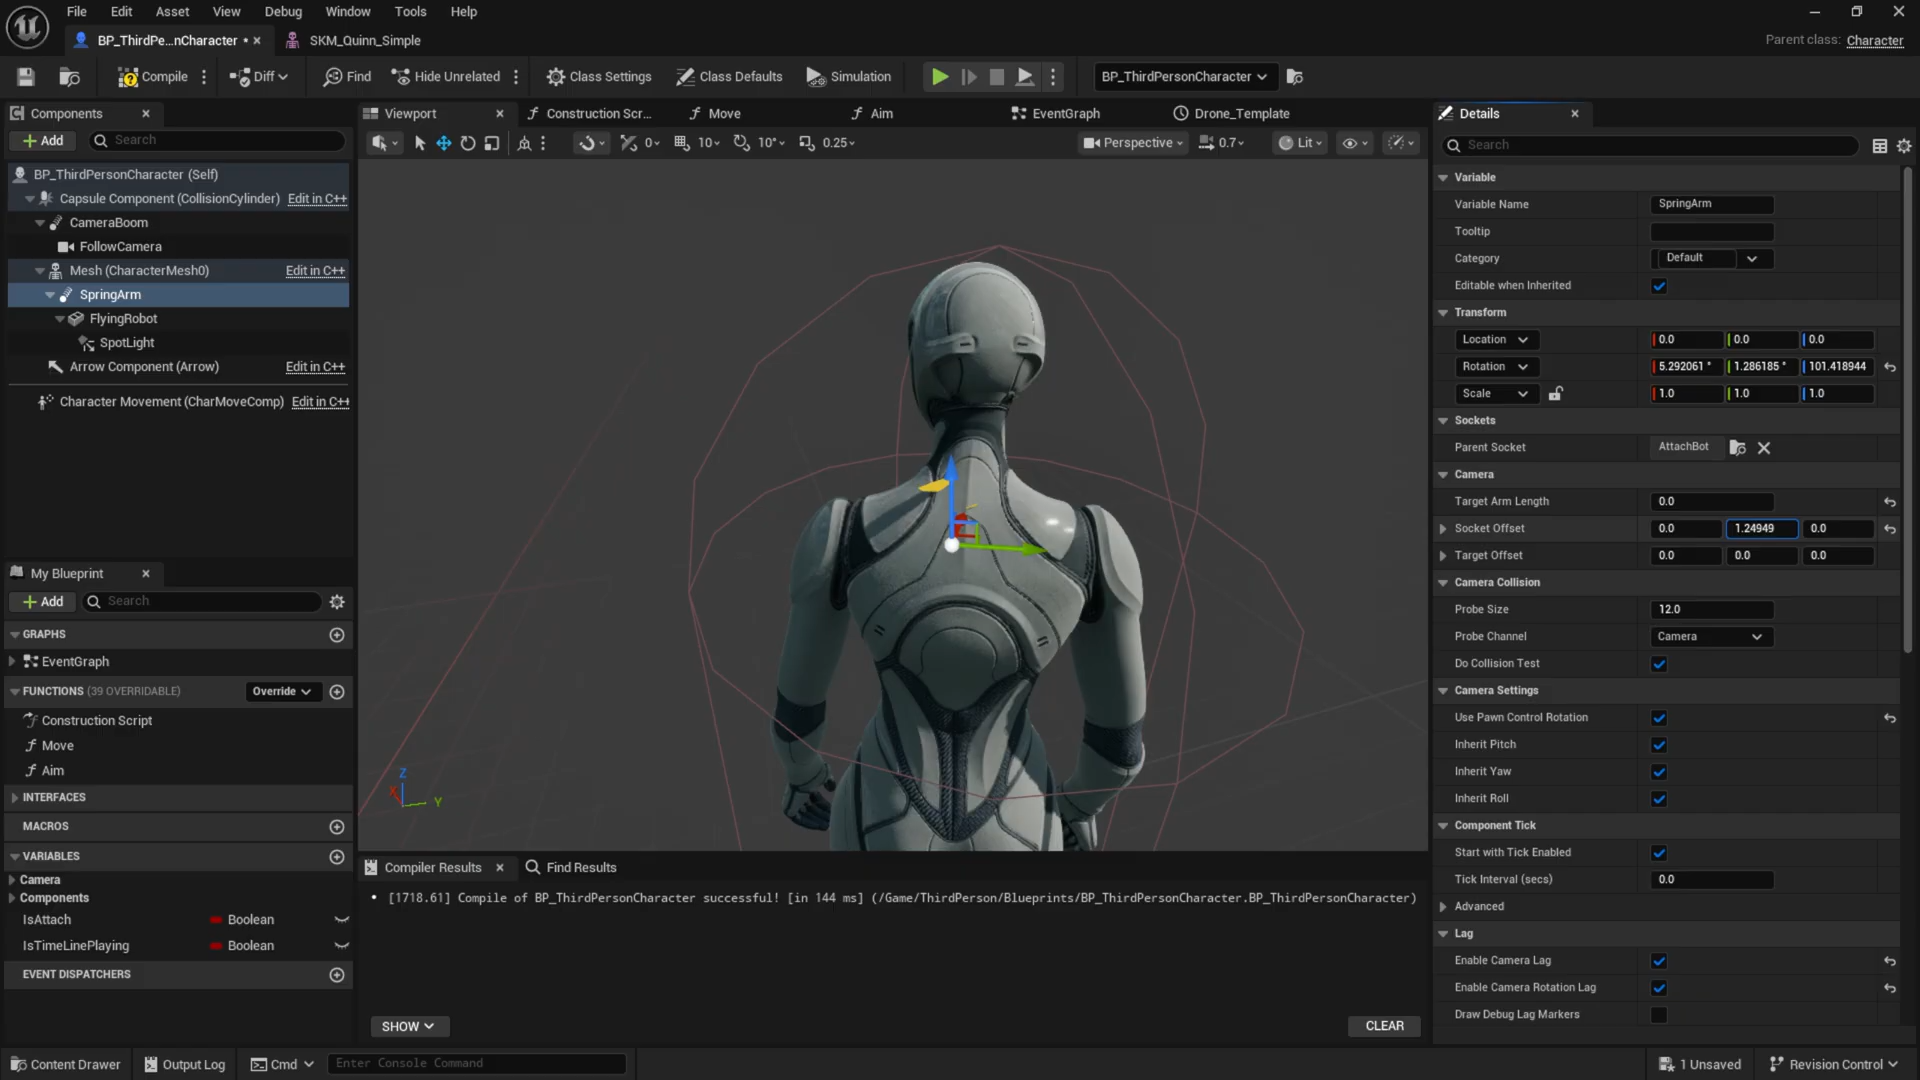 File Edit Asset View Debug Window Tools Help
BP_ThirdPe…nCharacter •
SKM_Quinn_Simple
Parent class: Character
Compile
Diff
Find
Hide Unrelated
Class Settings
Class Defaults
Simulation
BP_ThirdPersonCharacter
Components
Add
Search
BP_ThirdPersonCharacter (Self)
Capsule Component (CollisionCylinder) Edit in C++
CameraBoom
FollowCamera
Mesh (CharacterMesh0) Edit in C++
SpringArm
FlyingRobot
SpotLight
Arrow Component (Arrow) Edit in C++
Character Movement (CharMoveComp) Edit in C++
My Blueprint
Add
Search
GRAPHS
EventGraph
FUNCTIONS (39 OVERRIDABLE) Override
Construction Script
Move
Aim
INTERFACES
MACROS
VARIABLES
Camera
Components
IsAttach Boolean
IsTimeLinePlaying Boolean
EVENT DISPATCHERS
Viewport
Construction Scr…
Move
Aim
EventGraph
Drone_Template
0 10 10° 0.25
Perspective 0.7 Lit
Z
X
Y
Compiler Results
Find Results
[1718.61] Compile of BP_ThirdPersonCharacter successful! [in 144 ms] (/Game/ThirdPerson/Blueprints/BP_ThirdPersonCharacter.BP_ThirdPersonCharacter)
SHOW
CLEAR
Details
Search
Variable
Variable Name SpringArm
Tooltip
Category Default
Editable when Inherited
Transform
Location 0.0 0.0 0.0
Rotation 5.292061 ° 1.286185 ° 101.418944
Scale 1.0 1.0 1.0
Sockets
Parent Socket AttachBot
Camera
Target Arm Length 0.0
Socket Offset 0.0 1.24949 0.0
Target Offset 0.0 0.0 0.0
Camera Collision
Probe Size 12.0
Probe Channel Camera
Do Collision Test
Camera Settings
Use Pawn Control Rotation
Inherit Pitch
Inherit Yaw
Inherit Roll
Component Tick
Start with Tick Enabled
Tick Interval (secs) 0.0
Advanced
Lag
Enable Camera Lag
Enable Camera Rotation Lag
Draw Debug Lag Markers
Content Drawer
Output Log
Cmd
Enter Console Command
1 Unsaved
Revision Control